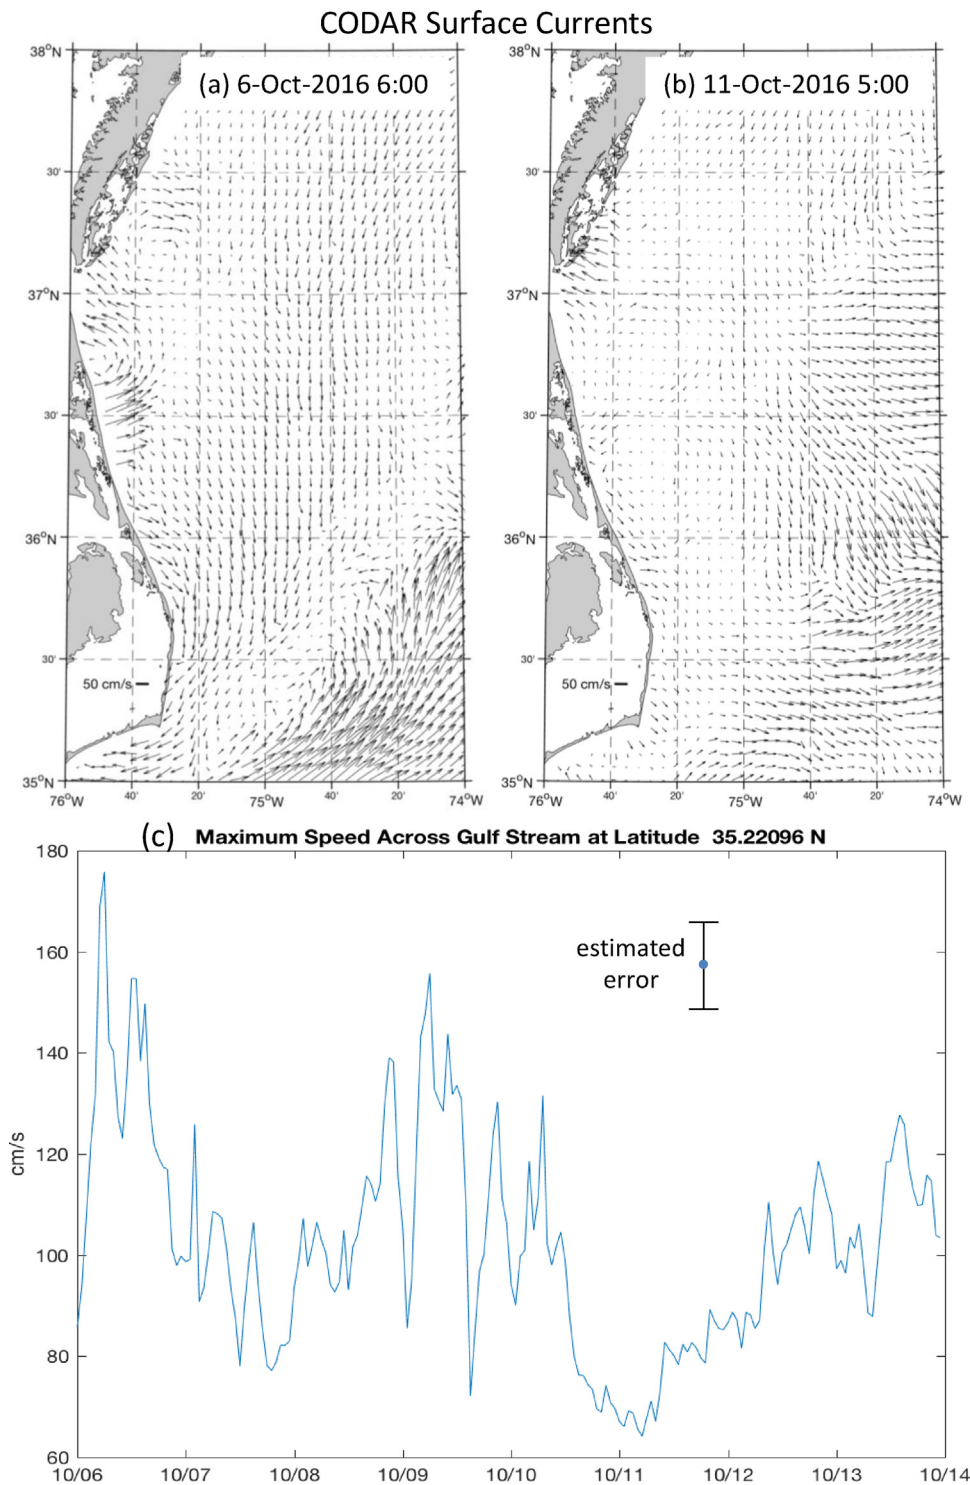 CODAR Surface Currents
(a) 6-Oct-2016 6:00
(b) 11-Oct-2016 5:00
38°N
30'
37°N
30'
36°N
30'
50 cm/s
35°N
76°W
40'
20'
75°W
40'
20'
74°W
38°N
30'
37°N
30'
36°N
30'
50 cm/s
35°N
76°W
40'
20'
75°W
40'
20'
74°W
(c) Maximum Speed Across Gulf Stream at Latitude 35.22096 N
180
160
140
120
100
80
60
cm/s
estimated
error
10/06
10/07
10/08
10/09
10/10
10/11
10/12
10/13
10/14